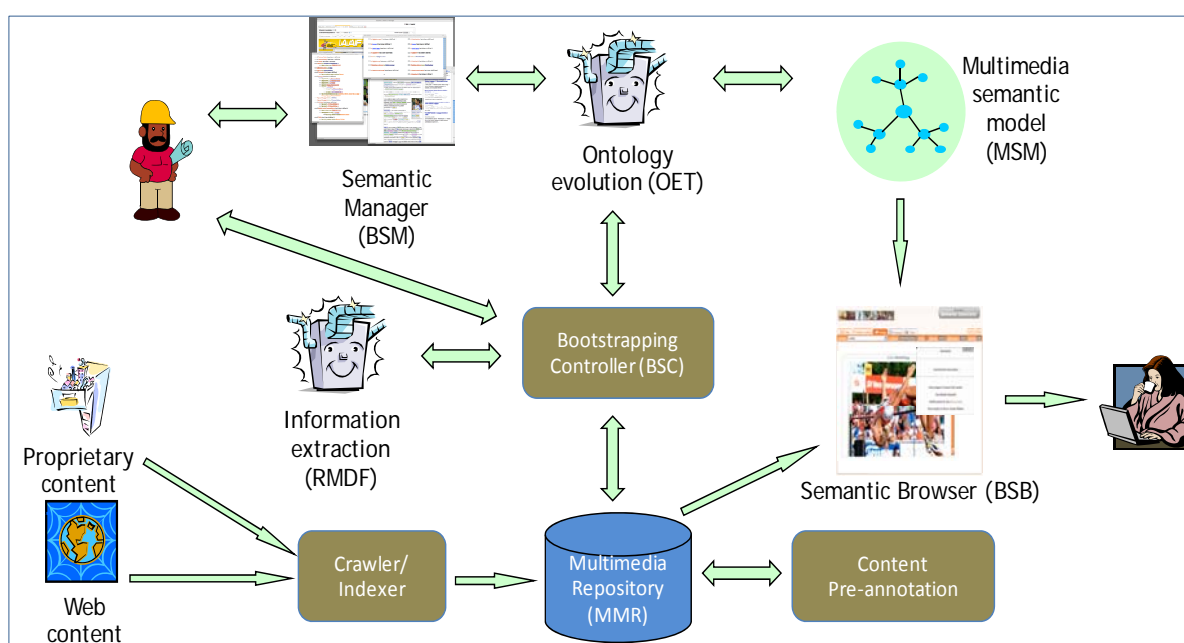 Multimedia
semantic
model
(MSM)
Ontology
evolution (OET)
Semantic
Manager
(BSM)
Bootstrapping
Controller (BSC)
Information
extraction
(RMDF)
Proprietary
content
Semantic Browser (BSB)
Crawler/
Indexer
Multimedia
Repository
(MMR)
Content
Pre-annotation
Web
content